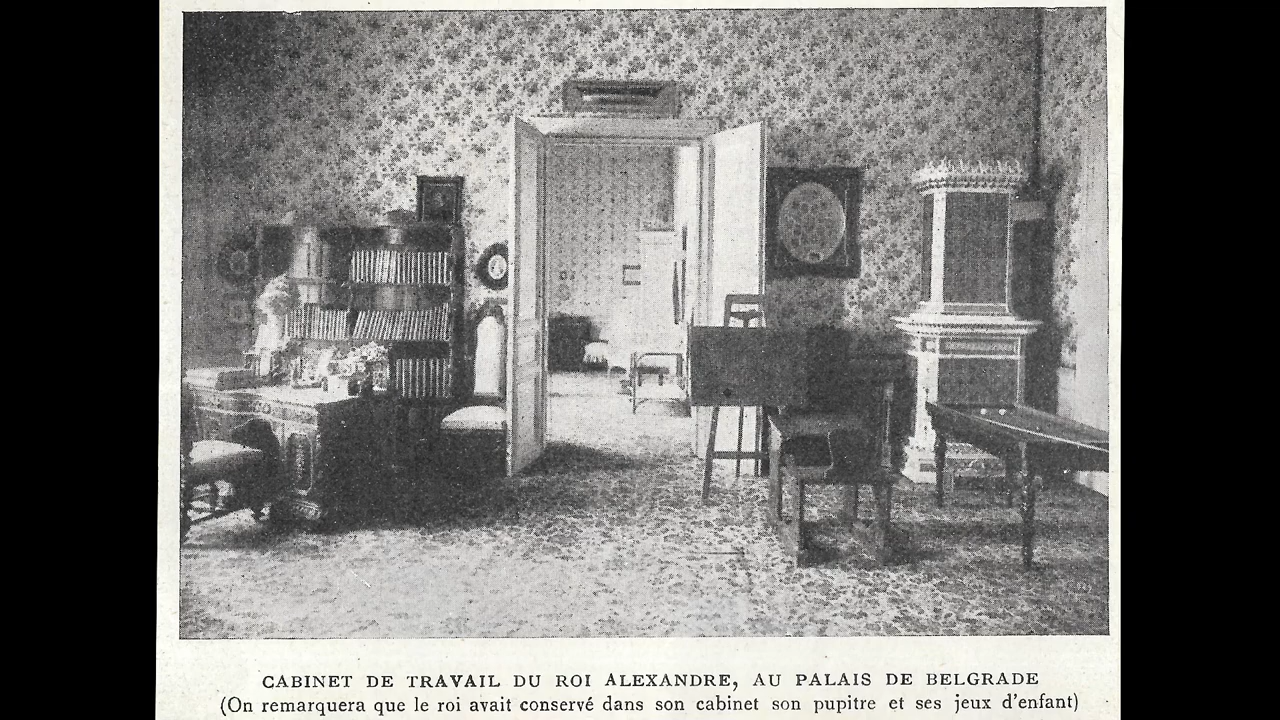 CABINET DE TRAVAIL DU ROI ALEXANDRE, AU PALAIS DE BELGRADE
(On remarquera que le roi avait conservé dans son cabinet son pupitre et ses jeux d'enfant)